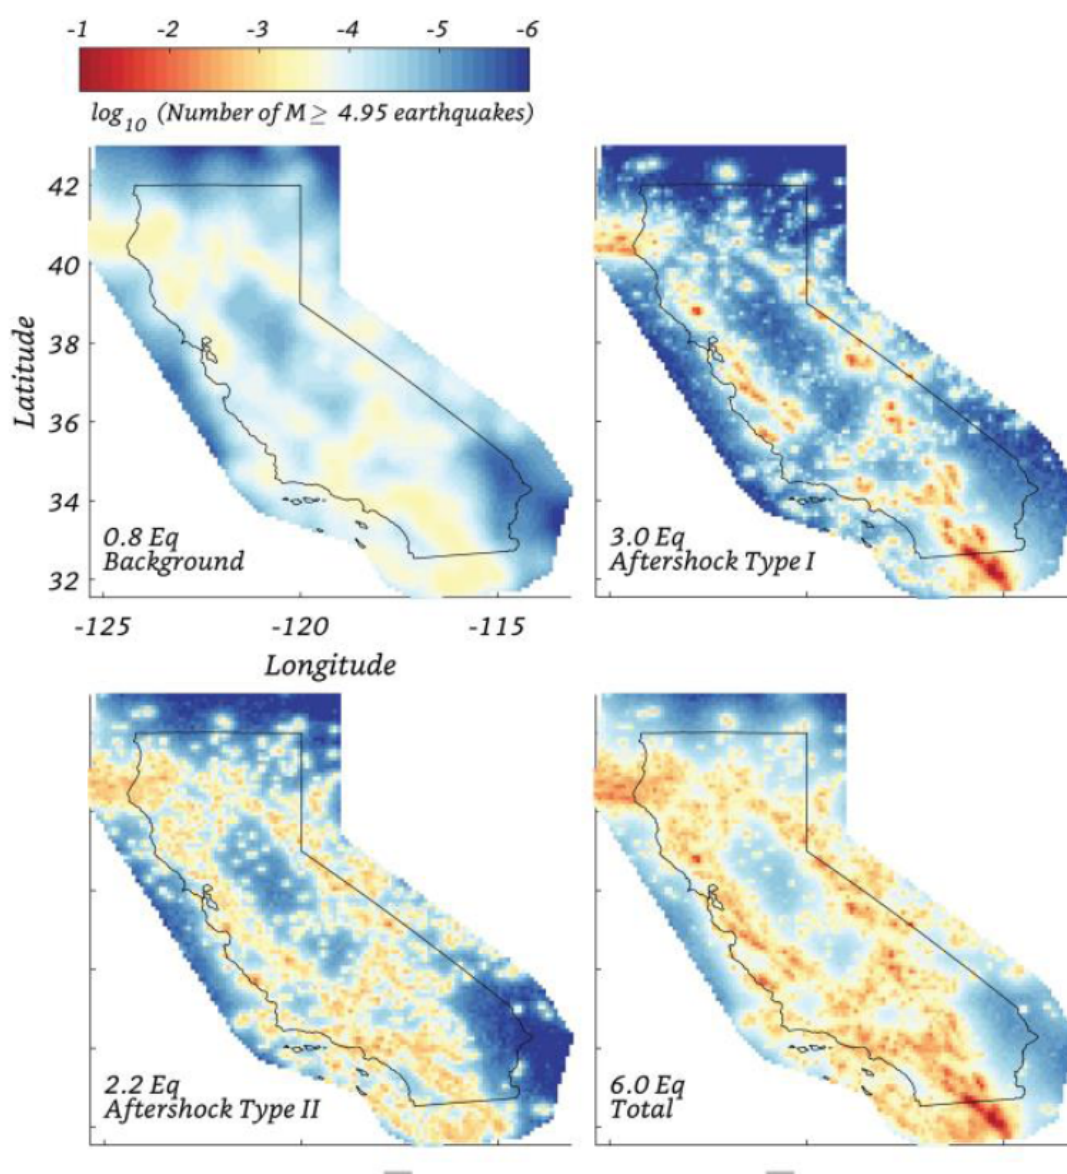 -1 -2 -3 -4 -5 -6
log10 (Number of M ≥ 4.95 earthquakes)
Latitude
42
40
38
36
34
32
0.8 Eq
Background
-125 -120 -115
Longitude
3.0 Eq
Aftershock Type I
2.2 Eq
Aftershock Type II
6.0 Eq
Total